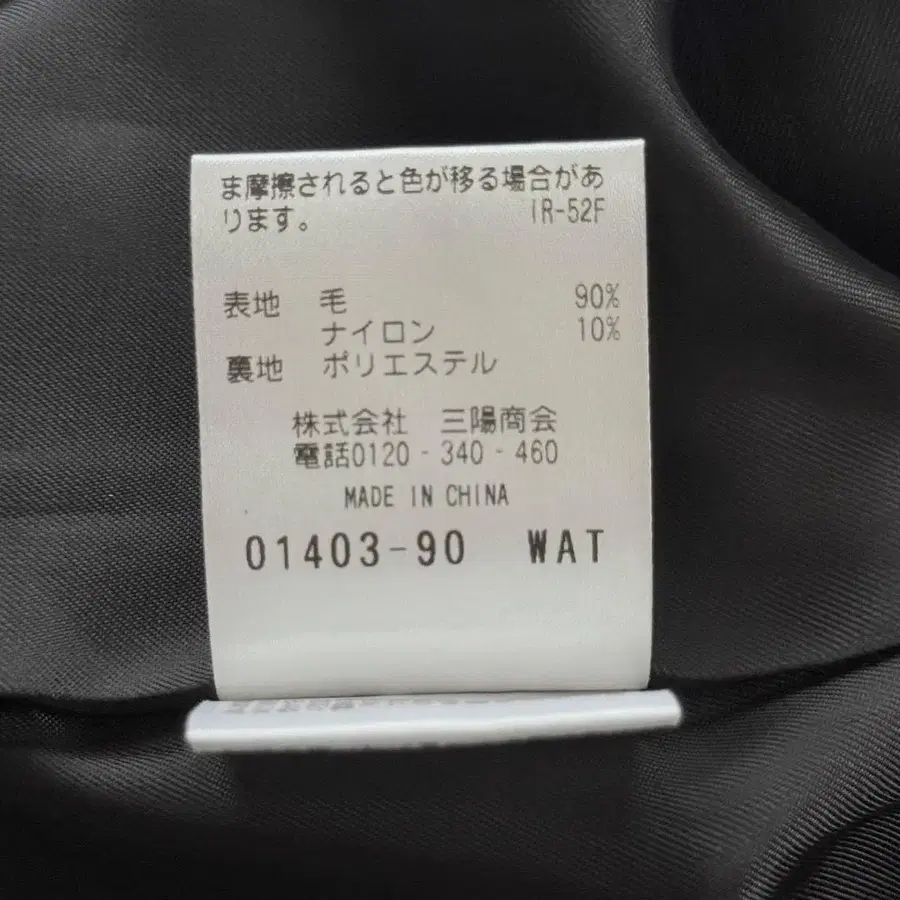 ま摩擦されると色が移る場合があ
ります。 IR-52F
表地 毛 90%
ナイロン 10%
裏地 ポリエステル
株式会社 三陽商会
電話0120-340-460
MADE IN CHINA
01403-90 WAT